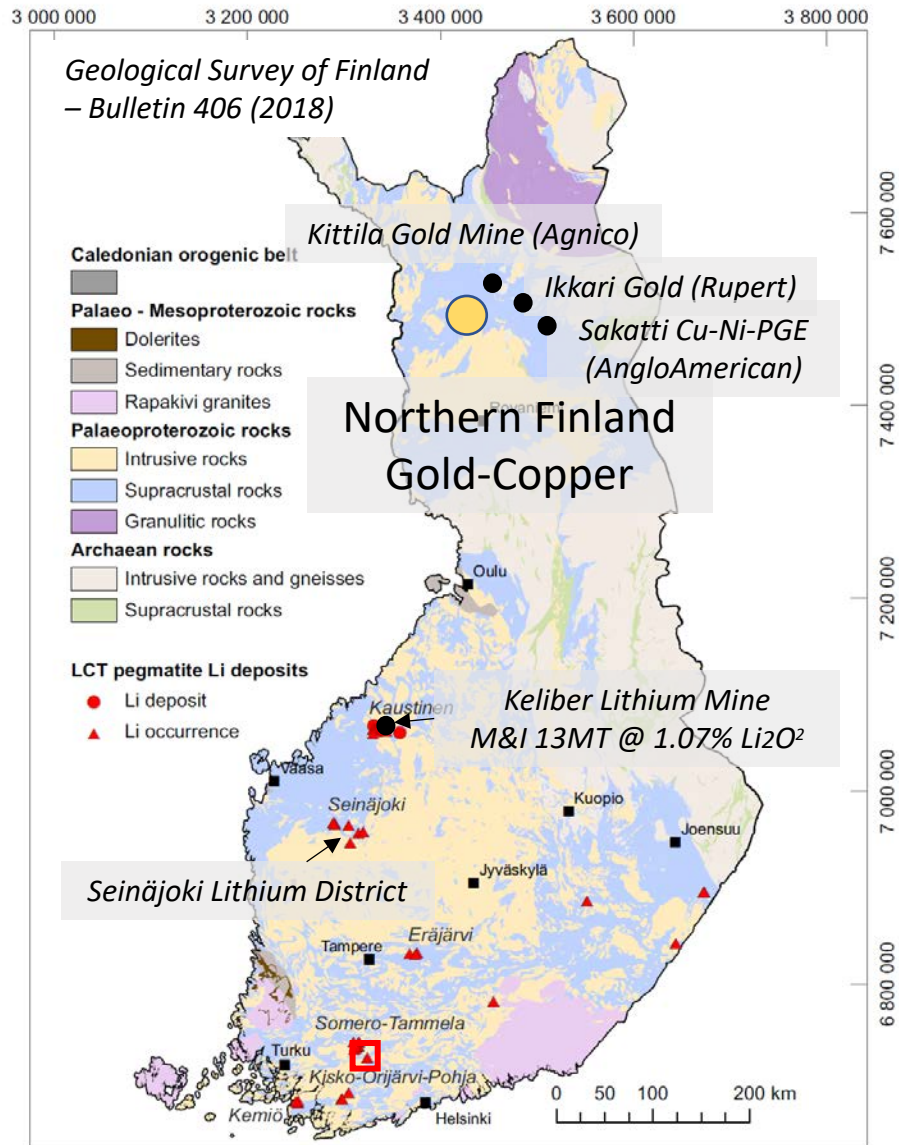 3 000 000
3 200 000
3 400 000
3 600 000
3 800 000
Geological Survey of Finland
– Bulletin 406 (2018)
7 600 000
Kittila Gold Mine (Agnico)
Caledonian orogenic belt
Ikkari Gold (Rupert)
Palaeo - Mesoproterozoic rocks
Dolerites
Sakatti Cu-Ni-PGE
(AngloAmerican)
Sedimentary rocks
Rapakivi granites
7 400 000
Rovaniemi
Northern Finland
Gold-Copper
Palaeoproterozoic rocks
Intrusive rocks
Supracrustal rocks
Granulitic rocks
Archaean rocks
Intrusive rocks and gneisses
Supracrustal rocks
Oulu
7 200 000
LCT pegmatite Li deposits
Li deposit
Li occurrence
Kaustinen
Keliber Lithium Mine
M&I 13MT @ 1.07% Li2O²
Vaasa
7 000 000
Seinäjoki
Kuopio
Joensuu
Jyväskylä
Seinäjoki Lithium District
Eräjärvi
Tampere
6 800 000
Somero-Tammela
Turku
Kisko-Orijärvi-Pohja
Kemiö
Helsinki
0 50 100 200 km